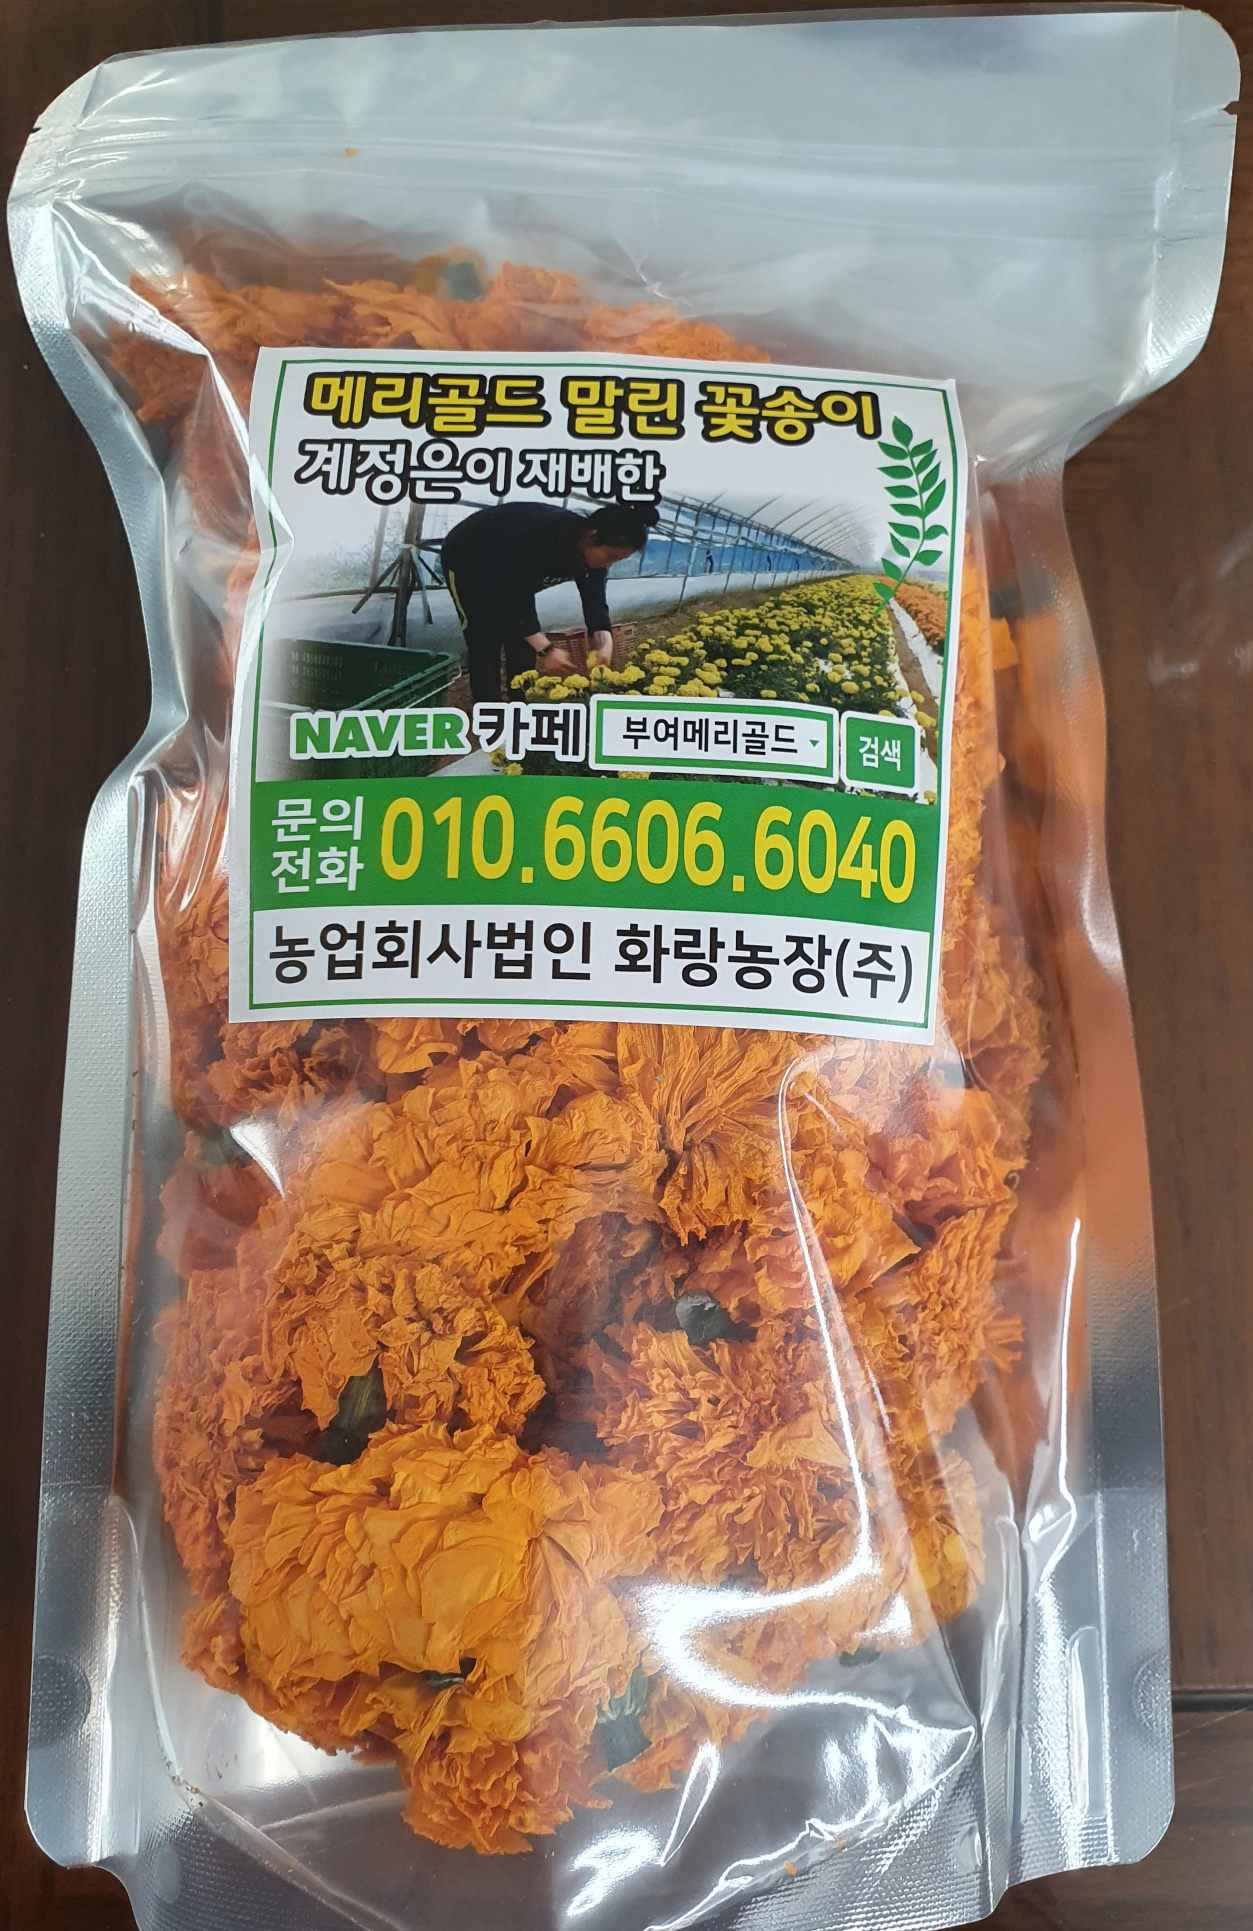 메리골드 말린 꽃송이
계정은이 재배한
NAVER 카페 부여메리골드 검색
문의
전화 010.6606.6040
농업회사법인 화랑농장(주)